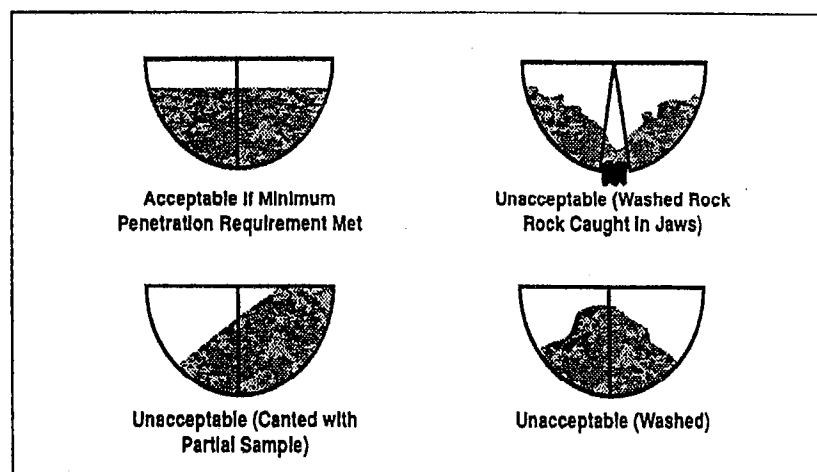 Acceptable if Minimum
Penetration Requirement Met
Unacceptable (Washed Rock
Rock Caught in Jaws)
Unacceptable (Canted with
Partial Sample)
Unacceptable (Washed)